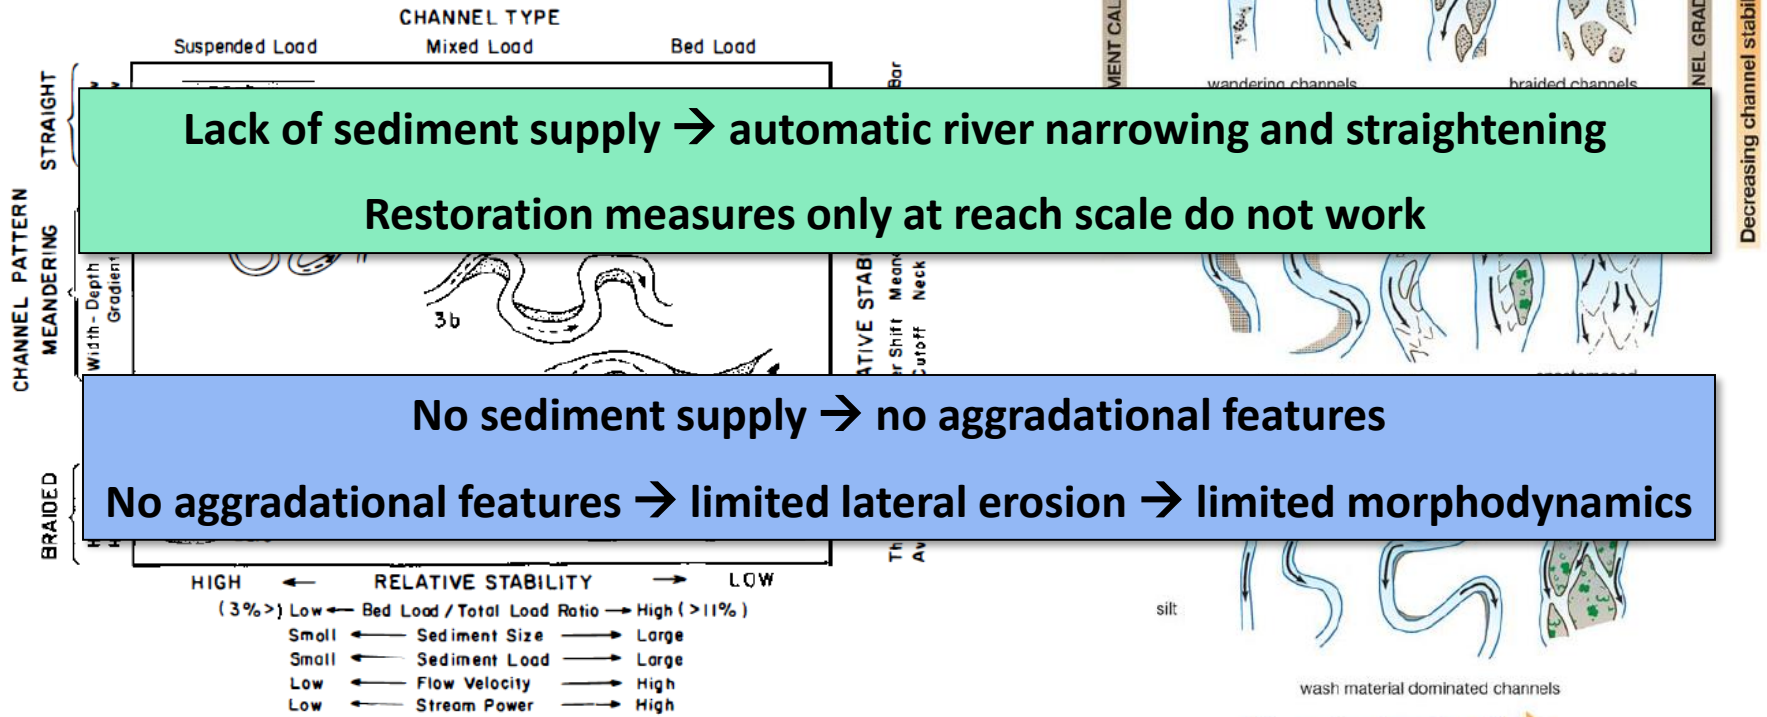 CHANNEL TYPE
Suspended Load Mixed Load Bed Load
CHANNEL PATTERN
STRAIGHT
MEANDERING
BRAIDED
Width - Depth
Gradient
Lack of sediment supply → automatic river narrowing and straightening
Restoration measures only at reach scale do not work
3b
No sediment supply → no aggradational features
No aggradational features → limited lateral erosion → limited morphodynamics
Bar
Shift
Neck
HIGH ← RELATIVE STABILITY → LOW
(3%>) Low ← Bed Load / Total Load Ratio → High (>11%)
Small ← Sediment Size → Large
Small ← Sediment Load → Large
Low ← Flow Velocity → High
Low ← Stream Power → High
wandering channels
braided channels
Decreasing channel stabil
silt
wash material dominated channels